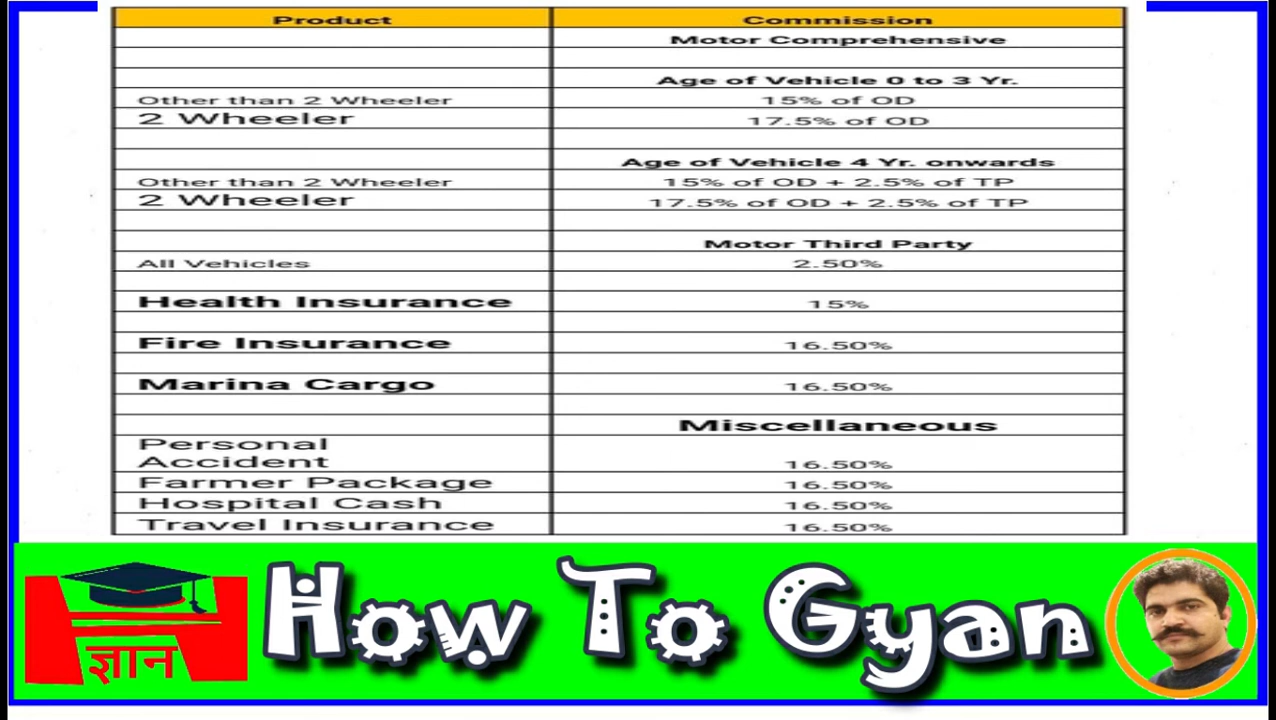 Product Commission
Motor Comprehensive
Age of Vehicle 0 to 3 Yr.
Other than 2 Wheeler 15% of OD
2 Wheeler 17.5% of OD
Age of Vehicle 4 Yr. onwards
Other than 2 Wheeler 15% of OD + 2.5% of TP
2 Wheeler 17.5% of OD + 2.5% of TP
Motor Third Party
All Vehicles 2.50%
Health Insurance 15%
Fire Insurance 16.50%
Marina Cargo 16.50%
Miscellaneous
Personal
Accident 16.50%
Farmer Package 16.50%
Hospital Cash 16.50%
Travel Insurance 16.50%
H
ज्ञान
How To Gyan